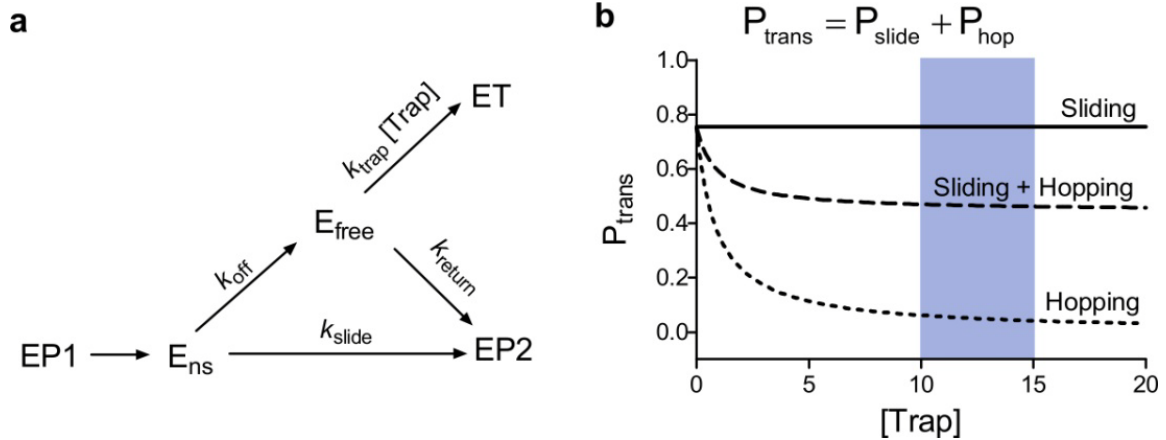 a
ET
k_trap [Trap]
E_free
k_off
k_return
k_slide
EP1
E_ns
EP2
b
P_trans = P_slide + P_hop
1.0
0.8
0.6
0.4
0.2
0.0
P_trans
Sliding
Sliding + Hopping
Hopping
0 5 10 15 20
[Trap]